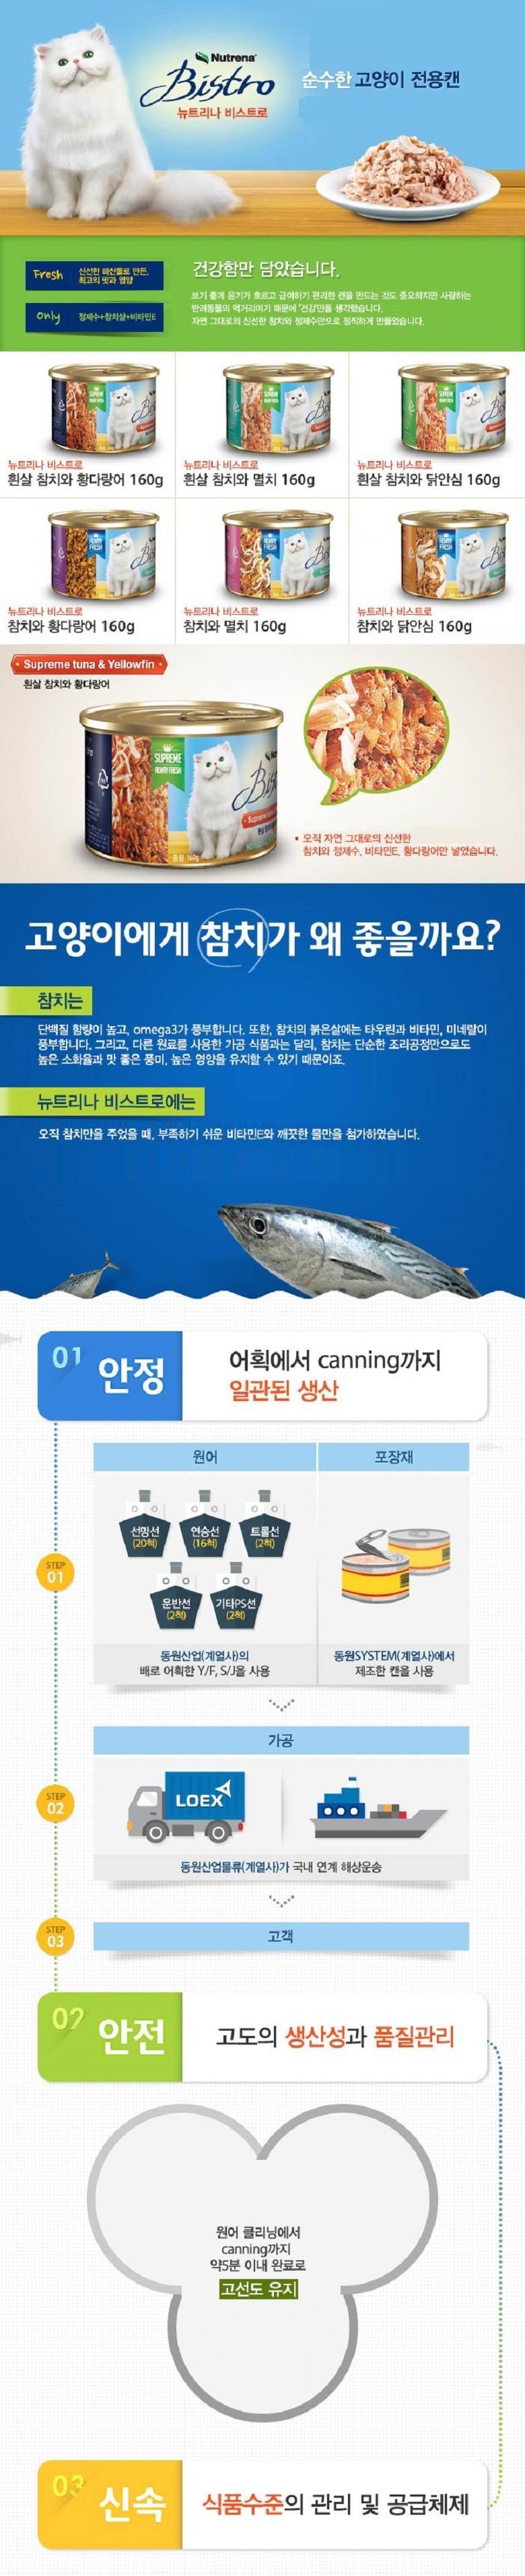 Nutrena
Bistro
뉴트리나 비스트로
순수한 고양이 전용캔
Fresh
신선한 해산물로 만든,
최고의 맛과 영양
only
정제수+참치살+비타민E
건강함만 담았습니다.
보기 좋게 윤기가 흐르고 급여하기 편리한 캔을 만드는 것도 중요하지만 사랑하는
반려동물의 먹거리이기 때문에 '건강'만을 생각했습니다.
자연 그대로의 신선한 참치와 정제수만으로 정직하게 만들었습니다.
뉴트리나 비스트로
흰살 참치와 황다랑어 160g
뉴트리나 비스트로
흰살 참치와 멸치 160g
뉴트리나 비스트로
흰살 참치와 닭안심 160g
뉴트리나 비스트로
참치와 황다랑어 160g
뉴트리나 비스트로
참치와 멸치 160g
뉴트리나 비스트로
참치와 닭안심 160g
• Supreme tuna & Yellowfin •
흰살 참치와 황다랑어
SUPREME
중량 160g
• 오직 자연 그대로의 신선한
참치와 정제수, 비타민E, 황다랑어만 넣었습니다.
고양이에게 참치가 왜 좋을까요?
참치는
단백질 함량이 높고, omega3가 풍부합니다. 또한, 참치의 붉은살에는 타우린과 비타민, 미네랄이
풍부합니다. 그리고, 다른 원료를 사용한 가공 식품과는 달리, 참치는 단순한 조리공정만으로도
높은 소화율과 맛 좋은 풍미, 높은 영양을 유지할 수 있기 때문이죠.
뉴트리나 비스트로에는
오직 참치만을 주었을 때, 부족하기 쉬운 비타민E와 깨끗한 물만을 첨가하였습니다.
01 안정
어획에서 canning까지
일관된 생산
원어
포장재
STEP
01
선망선
(20척)
연승선
(16척)
트롤선
(2척)
운반선
(2척)
기타PS선
(2척)
동원산업(계열사)의
배로 어획한 Y/F, S/J을 사용
동원SYSTEM(계열사)에서
제조한 캔을 사용
가공
STEP
02
LOEX
동원산업물류(계열사)가 국내 연계 해상운송
STEP
03
고객
02 안전
고도의 생산성과 품질관리
원어 클리닝에서
canning까지
약5분 이내 완료로
고선도 유지
03 신속
식품수준의 관리 및 공급체제